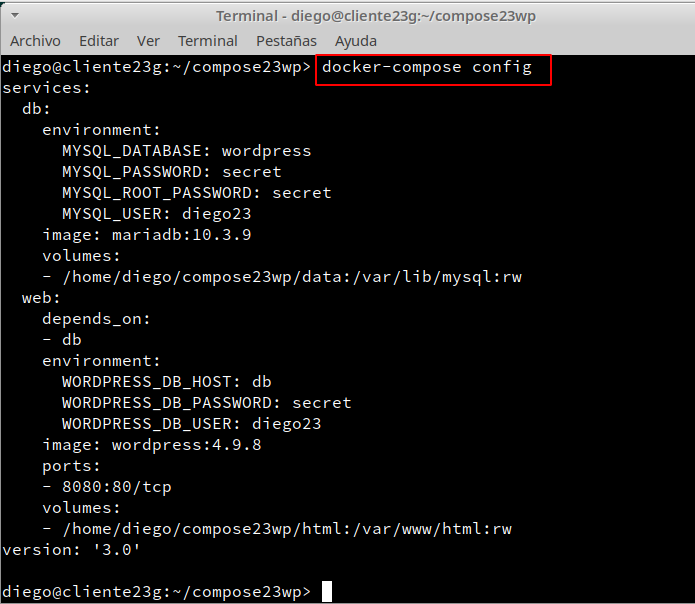 Terminal - diego@cliente23g:~/compose23wp
Archivo Editar Ver Terminal Pestañas Ayuda
diego@cliente23g:~/compose23wp> docker-compose config
services:
  db:
    environment:
      MYSQL_DATABASE: wordpress
      MYSQL_PASSWORD: secret
      MYSQL_ROOT_PASSWORD: secret
      MYSQL_USER: diego23
    image: mariadb:10.3.9
    volumes:
    - /home/diego/compose23wp/data:/var/lib/mysql:rw
  web:
    depends_on:
    - db
    environment:
      WORDPRESS_DB_HOST: db
      WORDPRESS_DB_PASSWORD: secret
      WORDPRESS_DB_USER: diego23
    image: wordpress:4.9.8
    ports:
    - 8080:80/tcp
    volumes:
    - /home/diego/compose23wp/html:/var/www/html:rw
version: '3.0'
diego@cliente23g:~/compose23wp>